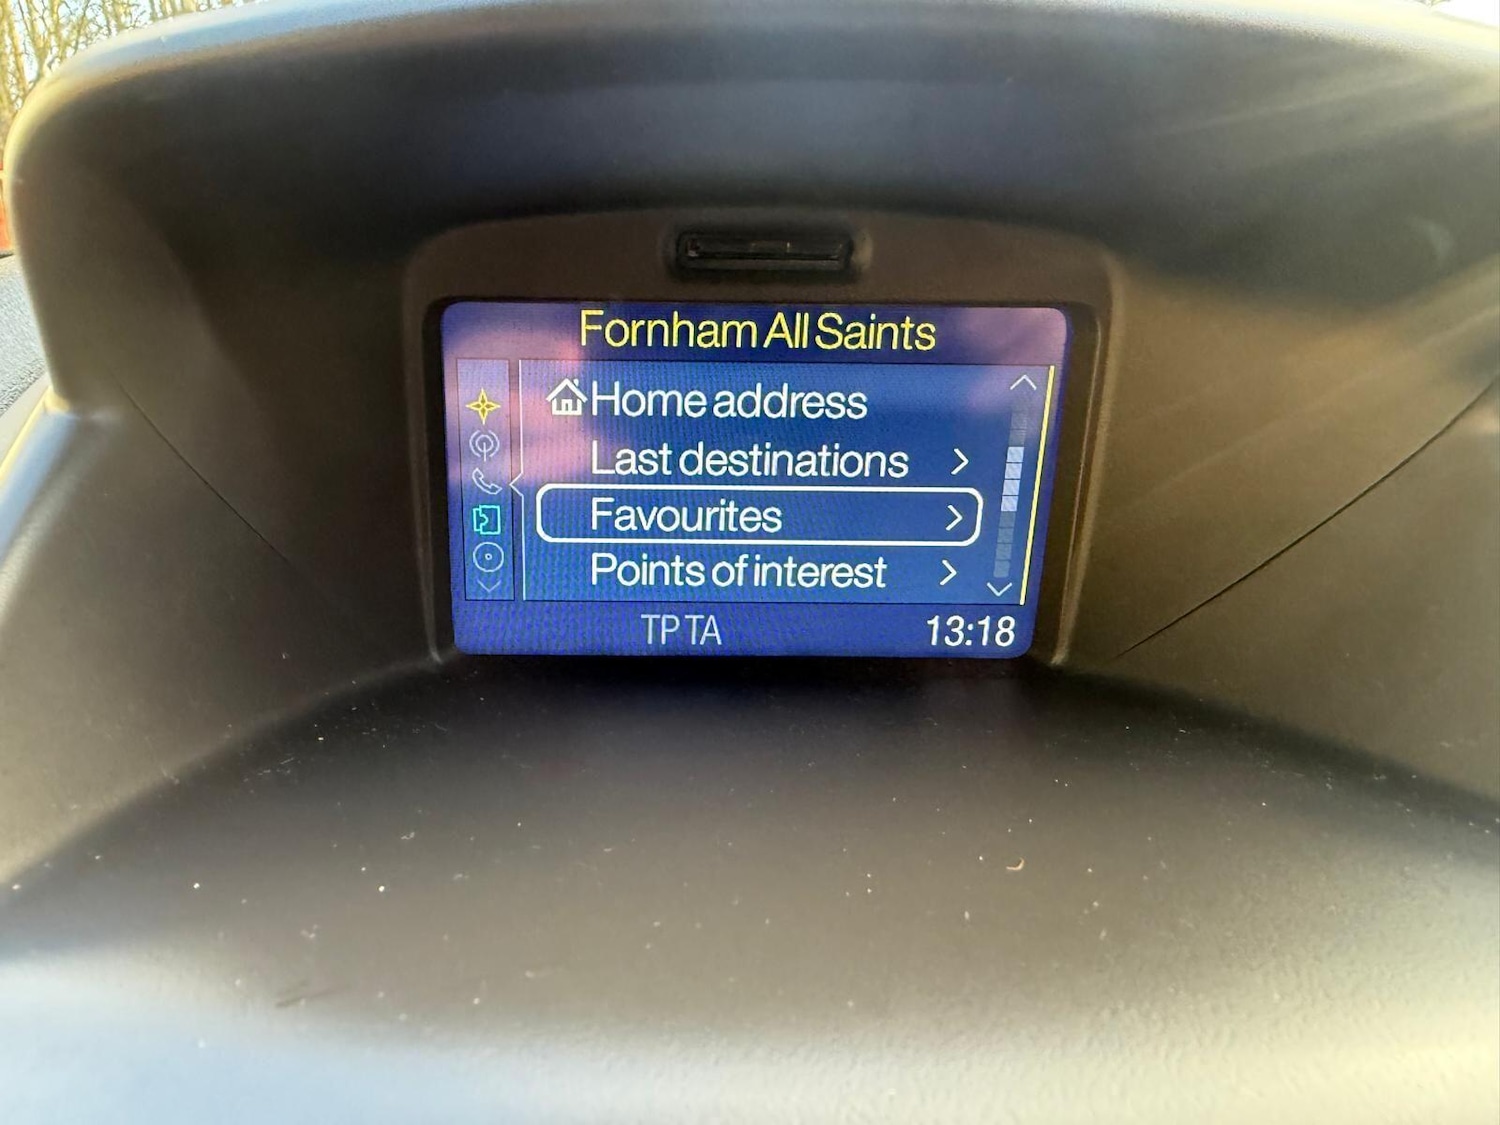 Fornham All Saints
Home address
Last destinations
Favourites
Points of interest
TP TA 13:18